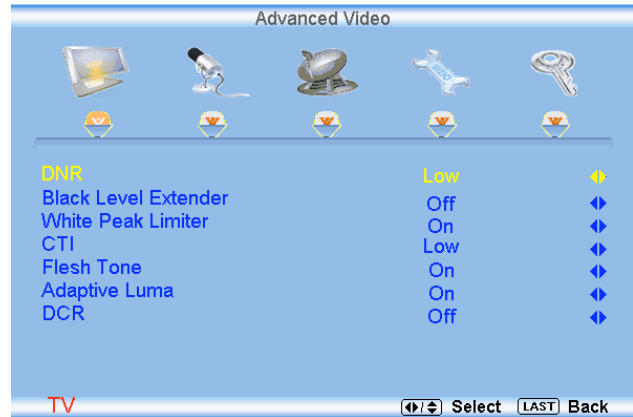 Advanced Video
DNR Low
Black Level Extender Off
White Peak Limiter On
CTI Low
Flesh Tone On
Adaptive Luma On
DCR Off
TV Select LAST Back